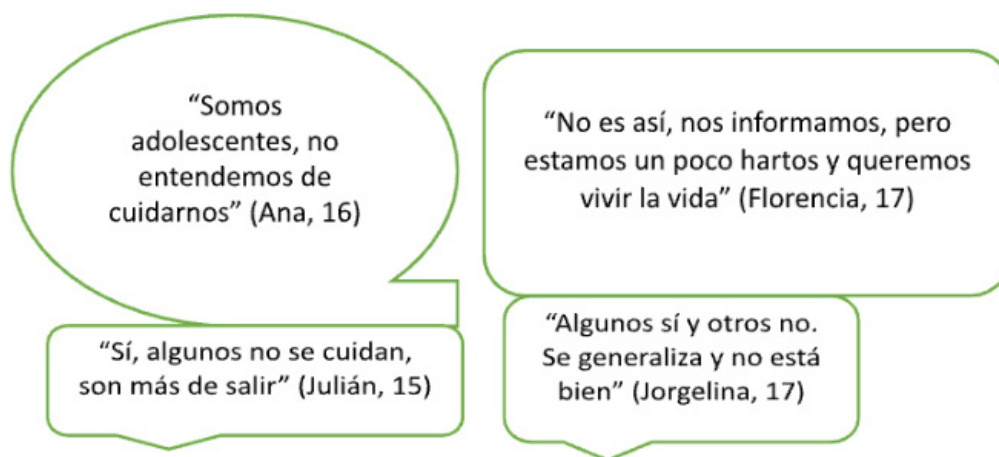 “Somos
adolescentes, no
entendemos de
cuidarnos” (Ana, 16)
“No es así, nos informamos, pero
estamos un poco hartos y queremos
vivir la vida” (Florencia, 17)
“Sí, algunos no se cuidan,
son más de salir” (Julián, 15)
“Algunos sí y otros no.
Se generaliza y no está
bien” (Jorgelina, 17)